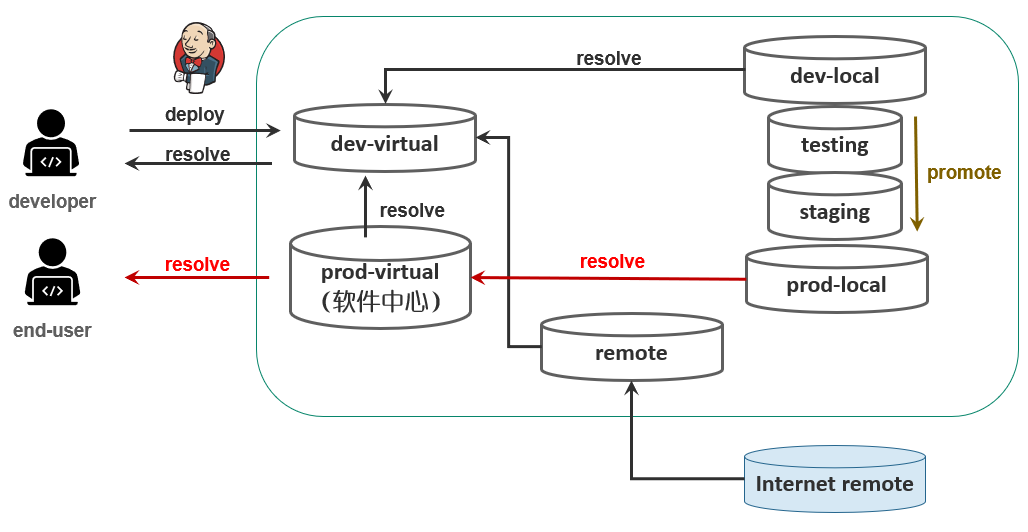 resolve
dev-local
deploy
dev-virtual
testing
resolve
promote
developer
resolve
staging
resolve
resolve
prod-virtual
(软件中心)
prod-local
end-user
remote
Internet remote